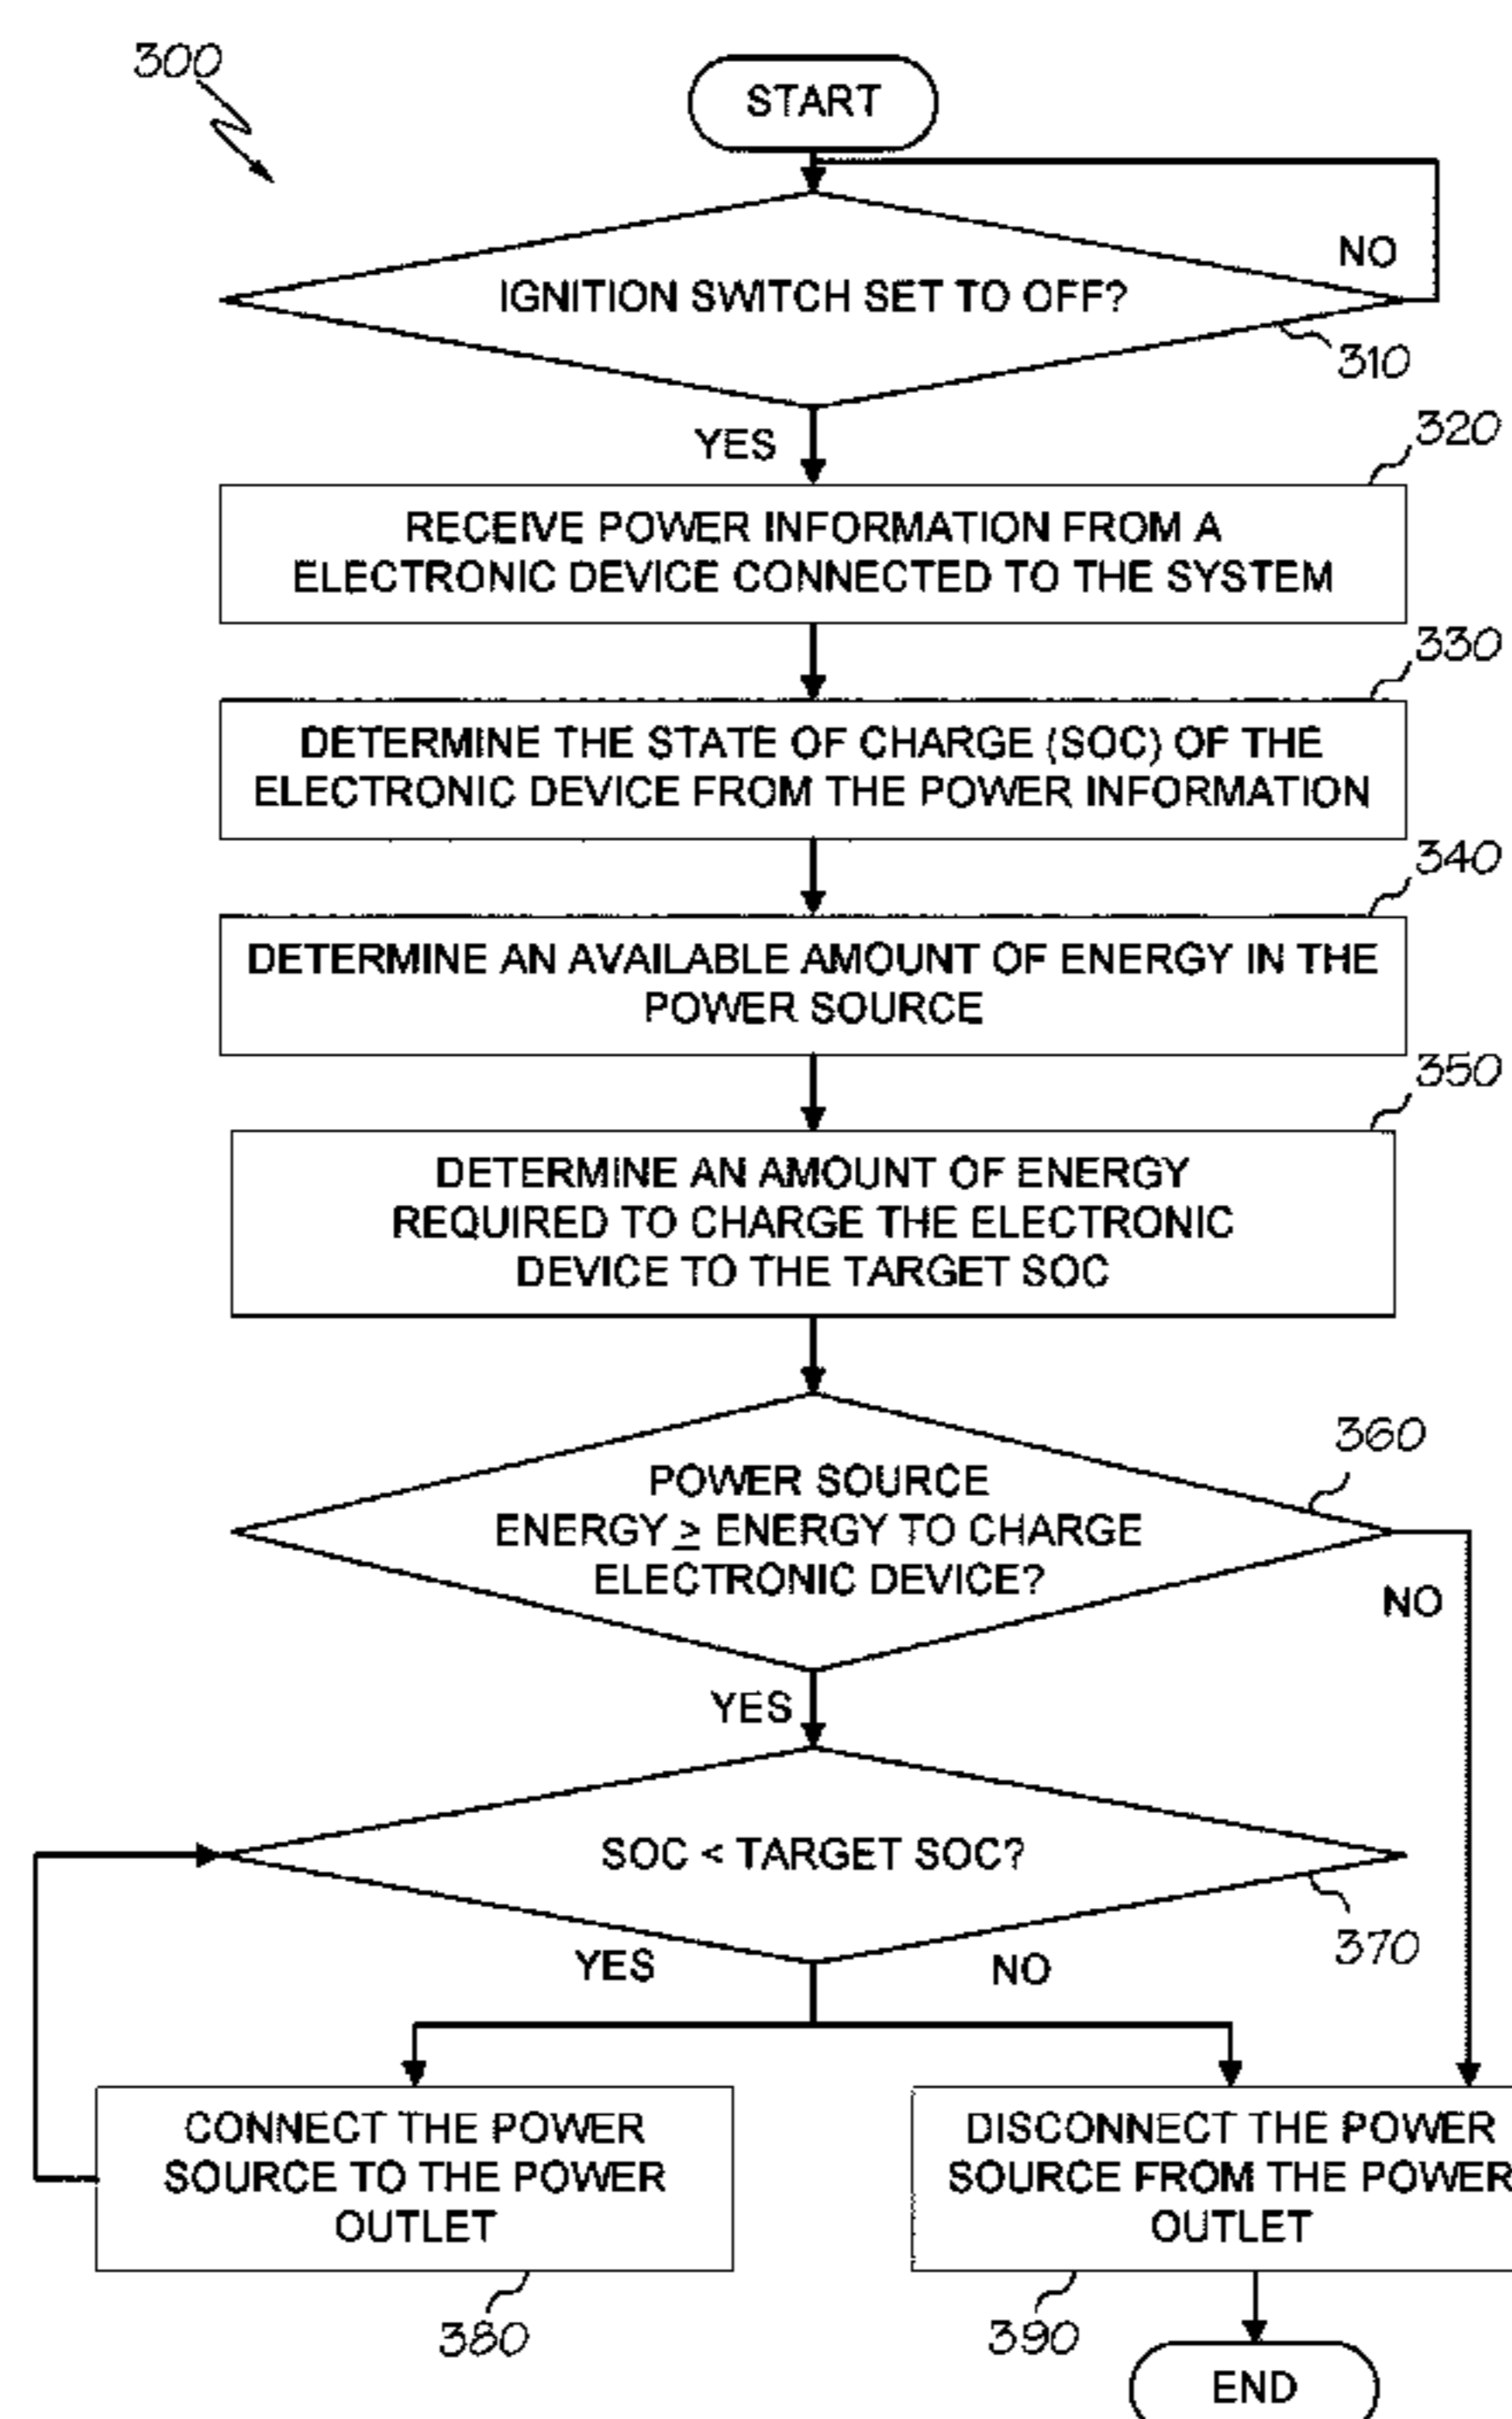 300
START
NO
IGNITION SWITCH SET TO OFF?
310
YES
320
RECEIVE POWER INFORMATION FROM A
ELECTRONIC DEVICE CONNECTED TO THE SYSTEM
330
DETERMINE THE STATE OF CHARGE (SOC) OF THE
ELECTRONIC DEVICE FROM THE POWER INFORMATION
340
DETERMINE AN AVAILABLE AMOUNT OF ENERGY IN THE
POWER SOURCE
350
DETERMINE AN AMOUNT OF ENERGY
REQUIRED TO CHARGE THE ELECTRONIC
DEVICE TO THE TARGET SOC
360
POWER SOURCE
ENERGY ≥ ENERGY TO CHARGE
ELECTRONIC DEVICE?
NO
YES
SOC < TARGET SOC?
370
YES
NO
CONNECT THE POWER
SOURCE TO THE POWER
OUTLET
380
DISCONNECT THE POWER
SOURCE FROM THE POWER
OUTLET
390
END